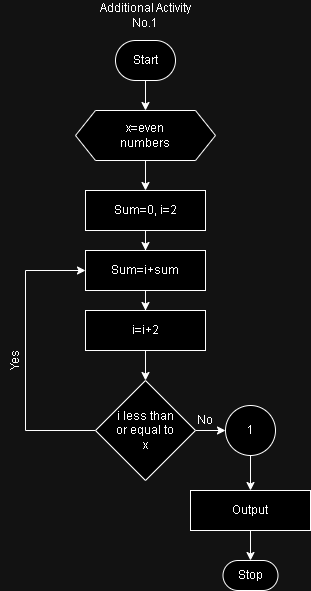 Additional Activity
No.1
Start
x=even
numbers
Sum=0, i=2
Sum=i+sum
i=i+2
Yes
i less than
or equal to
x
No
1
Output
Stop